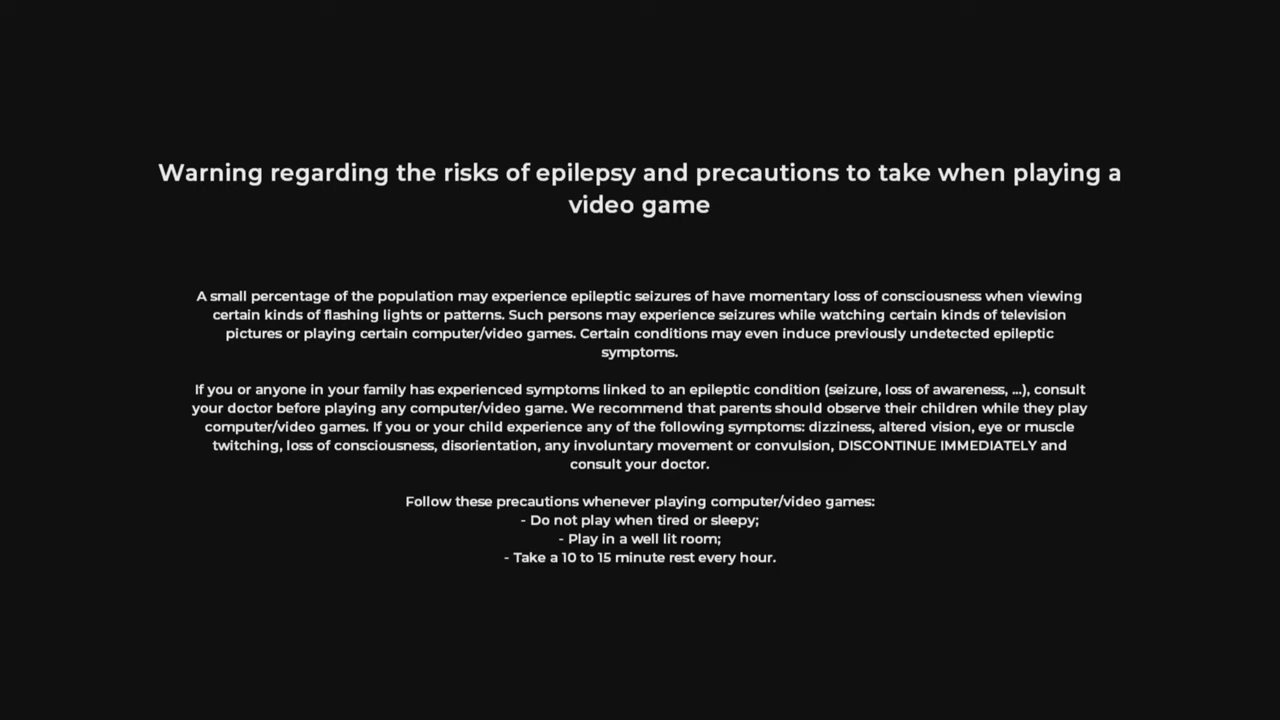 Warning regarding the risks of epilepsy and precautions to take when playing a
video game
A small percentage of the population may experience epileptic seizures of have momentary loss of consciousness when viewing
certain kinds of flashing lights or patterns. Such persons may experience seizures while watching certain kinds of television
pictures or playing certain computer/video games. Certain conditions may even induce previously undetected epileptic
symptoms.
If you or anyone in your family has experienced symptoms linked to an epileptic condition (seizure, loss of awareness, ...), consult
your doctor before playing any computer/video game. We recommend that parents should observe their children while they play
computer/video games. If you or your child experience any of the following symptoms: dizziness, altered vision, eye or muscle
twitching, loss of consciousness, disorientation, any involuntary movement or convulsion, DISCONTINUE IMMEDIATELY and
consult your doctor.
Follow these precautions whenever playing computer/video games:
- Do not play when tired or sleepy;
- Play in a well lit room;
- Take a 10 to 15 minute rest every hour.